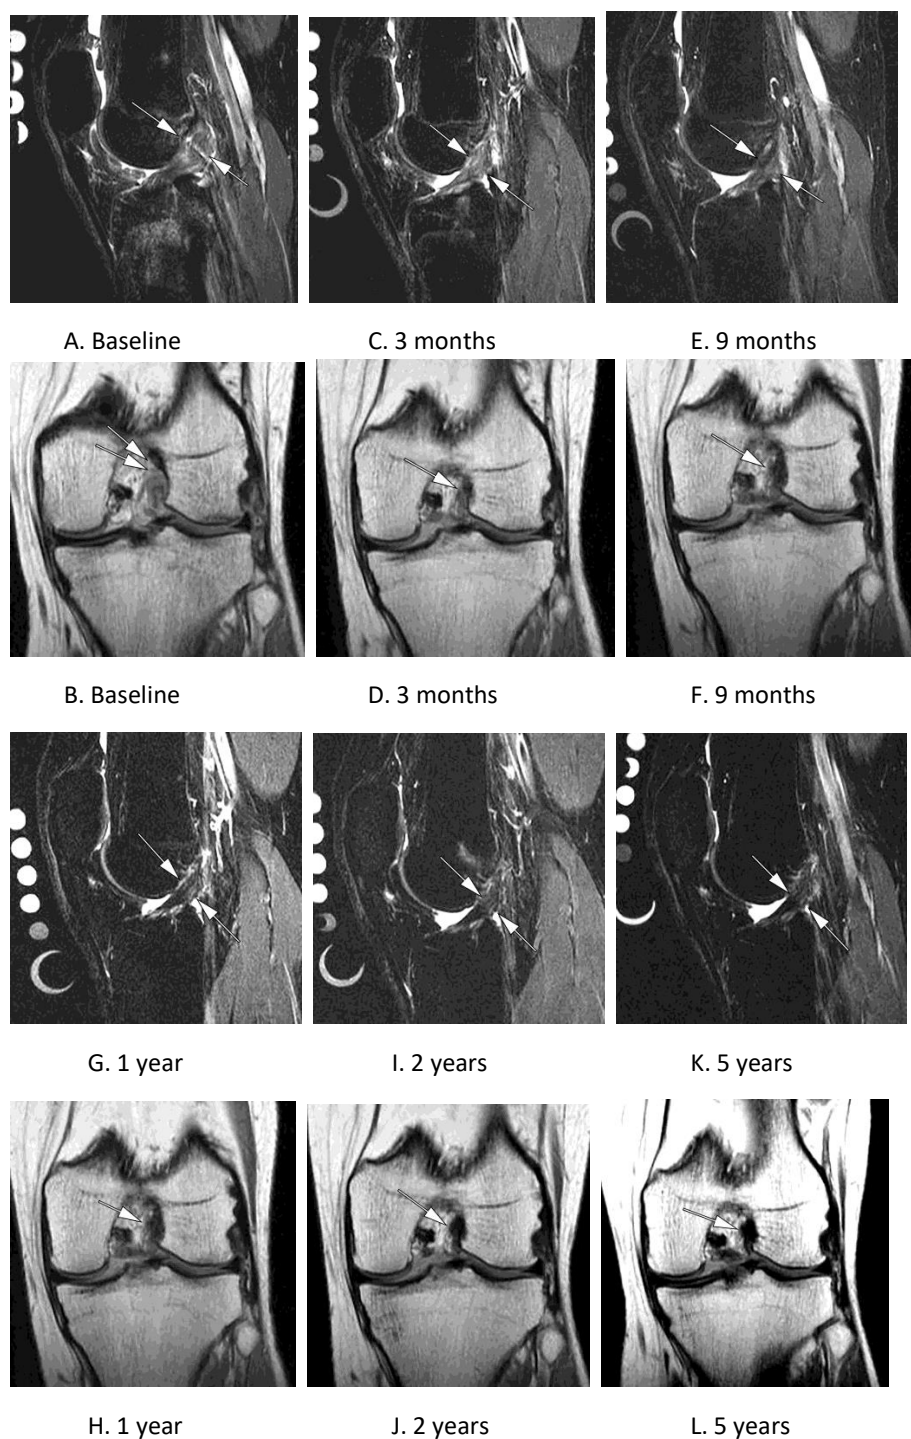 A. Baseline
C. 3 months
E. 9 months
B. Baseline
D. 3 months
F. 9 months
G. 1 year
I. 2 years
K. 5 years
H. 1 year
J. 2 years
L. 5 years